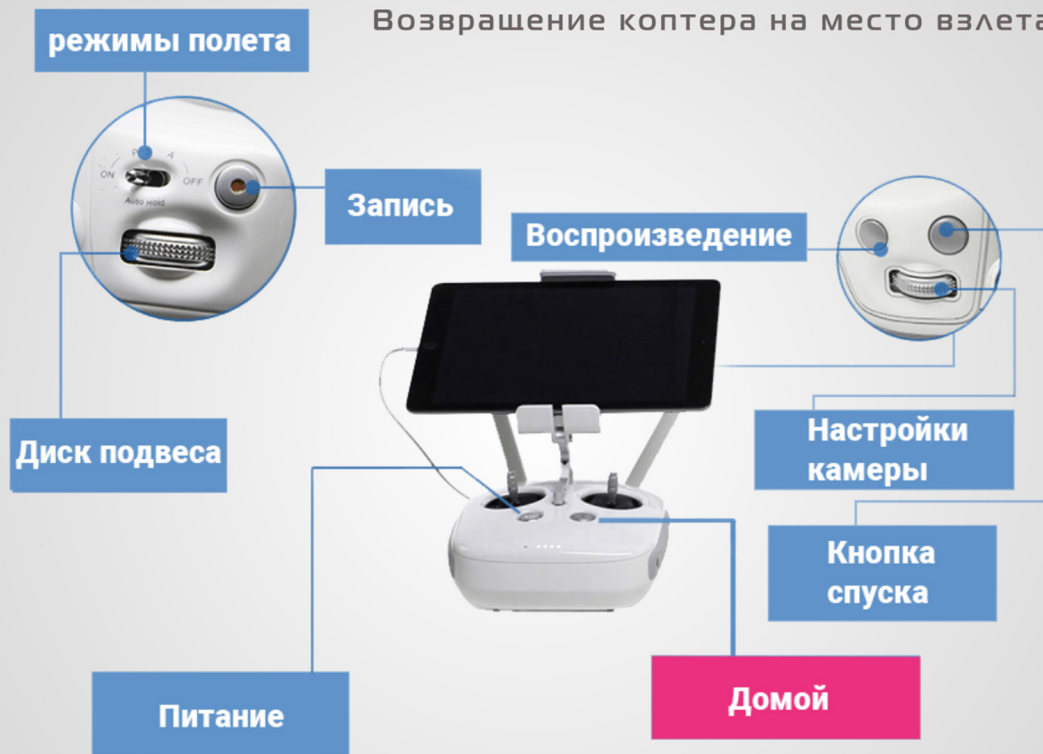 Возвращение коптера на место взлета
режимы полета
ON
P
A
OFF
Auto Hold
Запись
Воспроизведение
Диск подвеса
Настройки
камеры
Кнопка
спуска
Питание
Домой